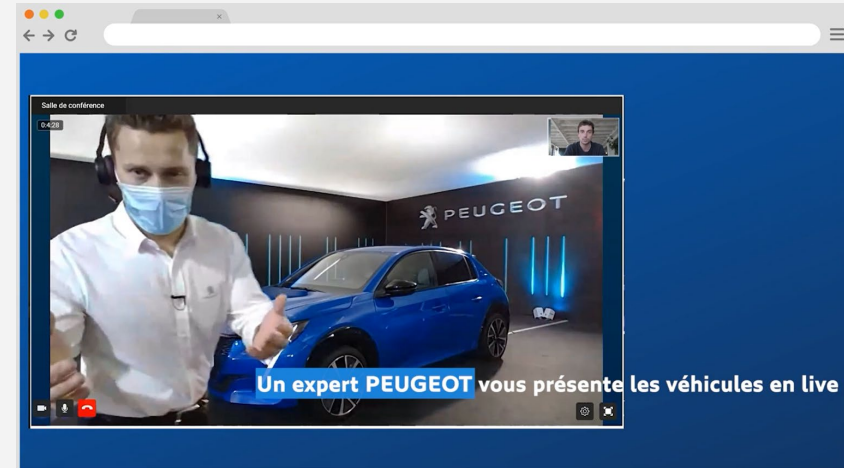 Salle de conférence
0:4:28
PEUGEOT
Un expert PEUGEOT vous présente les véhicules en live